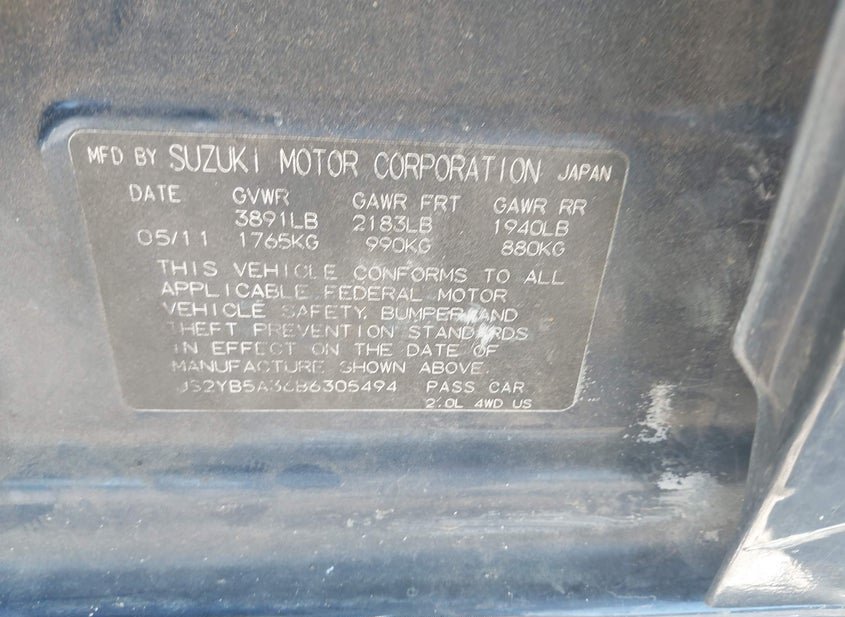 MFD BY SUZUKI MOTOR CORPORATION JAPAN
DATE GVWR GAWR FRT GAWR RR
3891LB 2183LB 1940LB
05/11 1765KG 990KG 880KG
THIS VEHICLE CONFORMS TO ALL
APPLICABLE FEDERAL MOTOR
VEHICLE SAFETY, BUMPER, AND
THEFT PREVENTION STANDARDS
IN EFFECT ON THE DATE OF
MANUFACTURE SHOWN ABOVE.
JS2YB5A36B6305494 PASS CAR
2.0L 4WD US